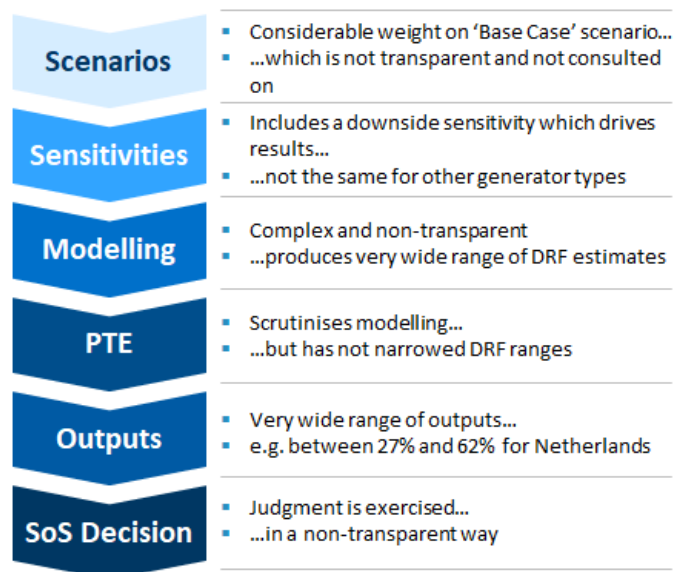 Scenarios
Considerable weight on ‘Base Case’ scenario...
...which is not transparent and not consulted
on
Sensitivities
Includes a downside sensitivity which drives
results...
...not the same for other generator types
Modelling
Complex and non-transparent
...produces very wide range of DRF estimates
PTE
Scrutinises modelling...
...but has not narrowed DRF ranges
Outputs
Very wide range of outputs...
e.g. between 27% and 62% for Netherlands
SoS Decision
Judgment is exercised...
...in a non-transparent way